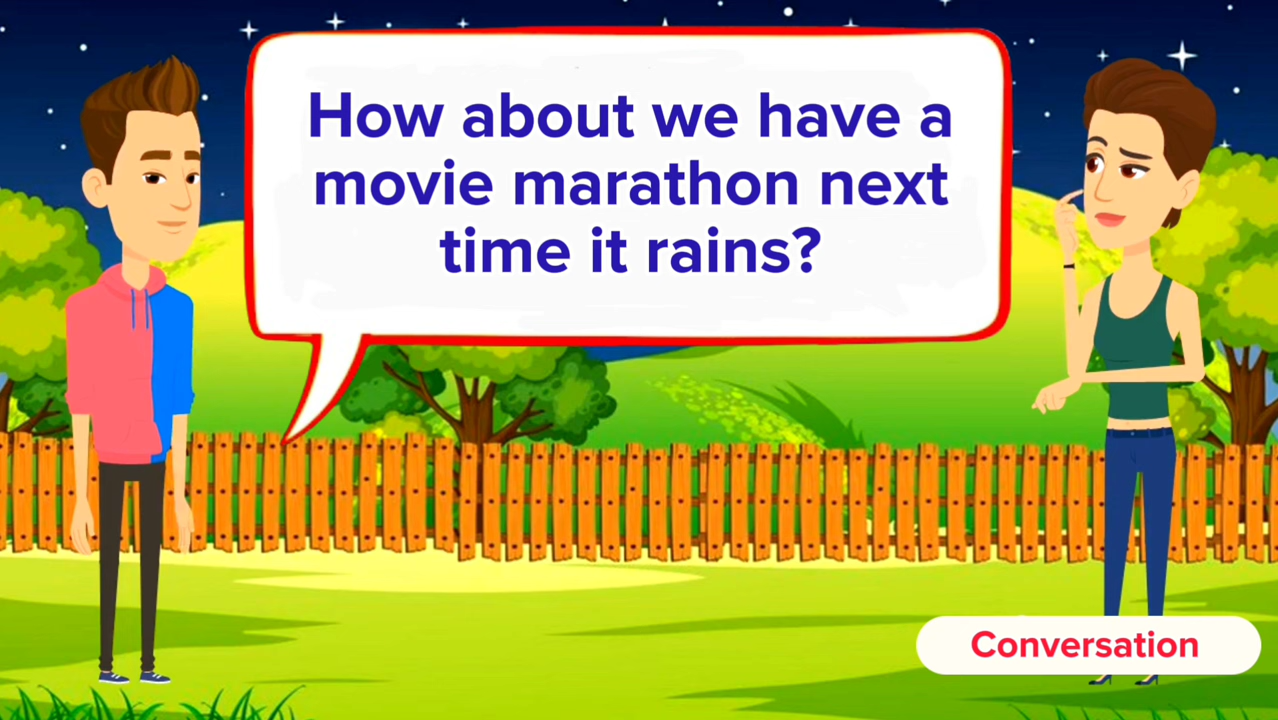 How about we have a
movie marathon next
time it rains?
Conversation